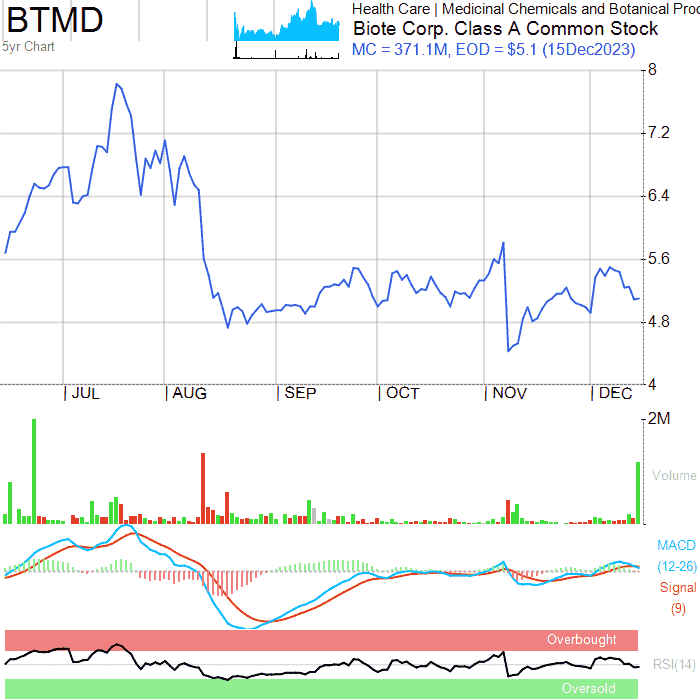 BTMD
5yr Chart
Health Care | Medicinal Chemicals and Botanical Proc
Biote Corp. Class A Common Stock
MC = 371.1M, EOD = $5.1 (15Dec2023)
8
7.2
6.4
5.6
4.8
4
JUL AUG SEP OCT NOV DEC
2M
Volume
MACD
(12-26)
Signal
(9)
Overbought
RSI(14)
Oversold